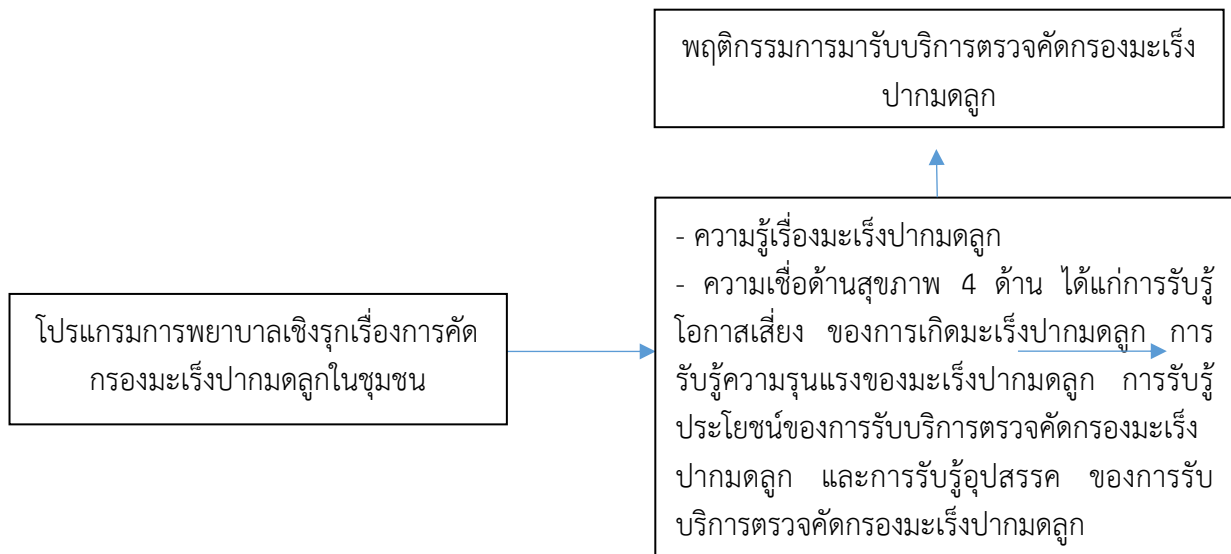 พฤติกรรมการมารับบริการตรวจคัดกรองมะเร็ง
ปากมดลูก
โปรแกรมการพยาบาลเชิงรุกเรื่องการคัด
กรองมะเร็งปากมดลูกในชุมชน
- ความรู้เรื่องมะเร็งปากมดลูก
- ความเชื่อด้านสุขภาพ 4 ด้าน ได้แก่การรับรู้
โอกาสเสี่ยง ของการเกิดมะเร็งปากมดลูก การ
รับรู้ความรุนแรงของมะเร็งปากมดลูก การรับรู้
ประโยชน์ของการรับบริการตรวจคัดกรองมะเร็ง
ปากมดลูก และการรับรู้อุปสรรค ของการรับ
บริการตรวจคัดกรองมะเร็งปากมดลูก